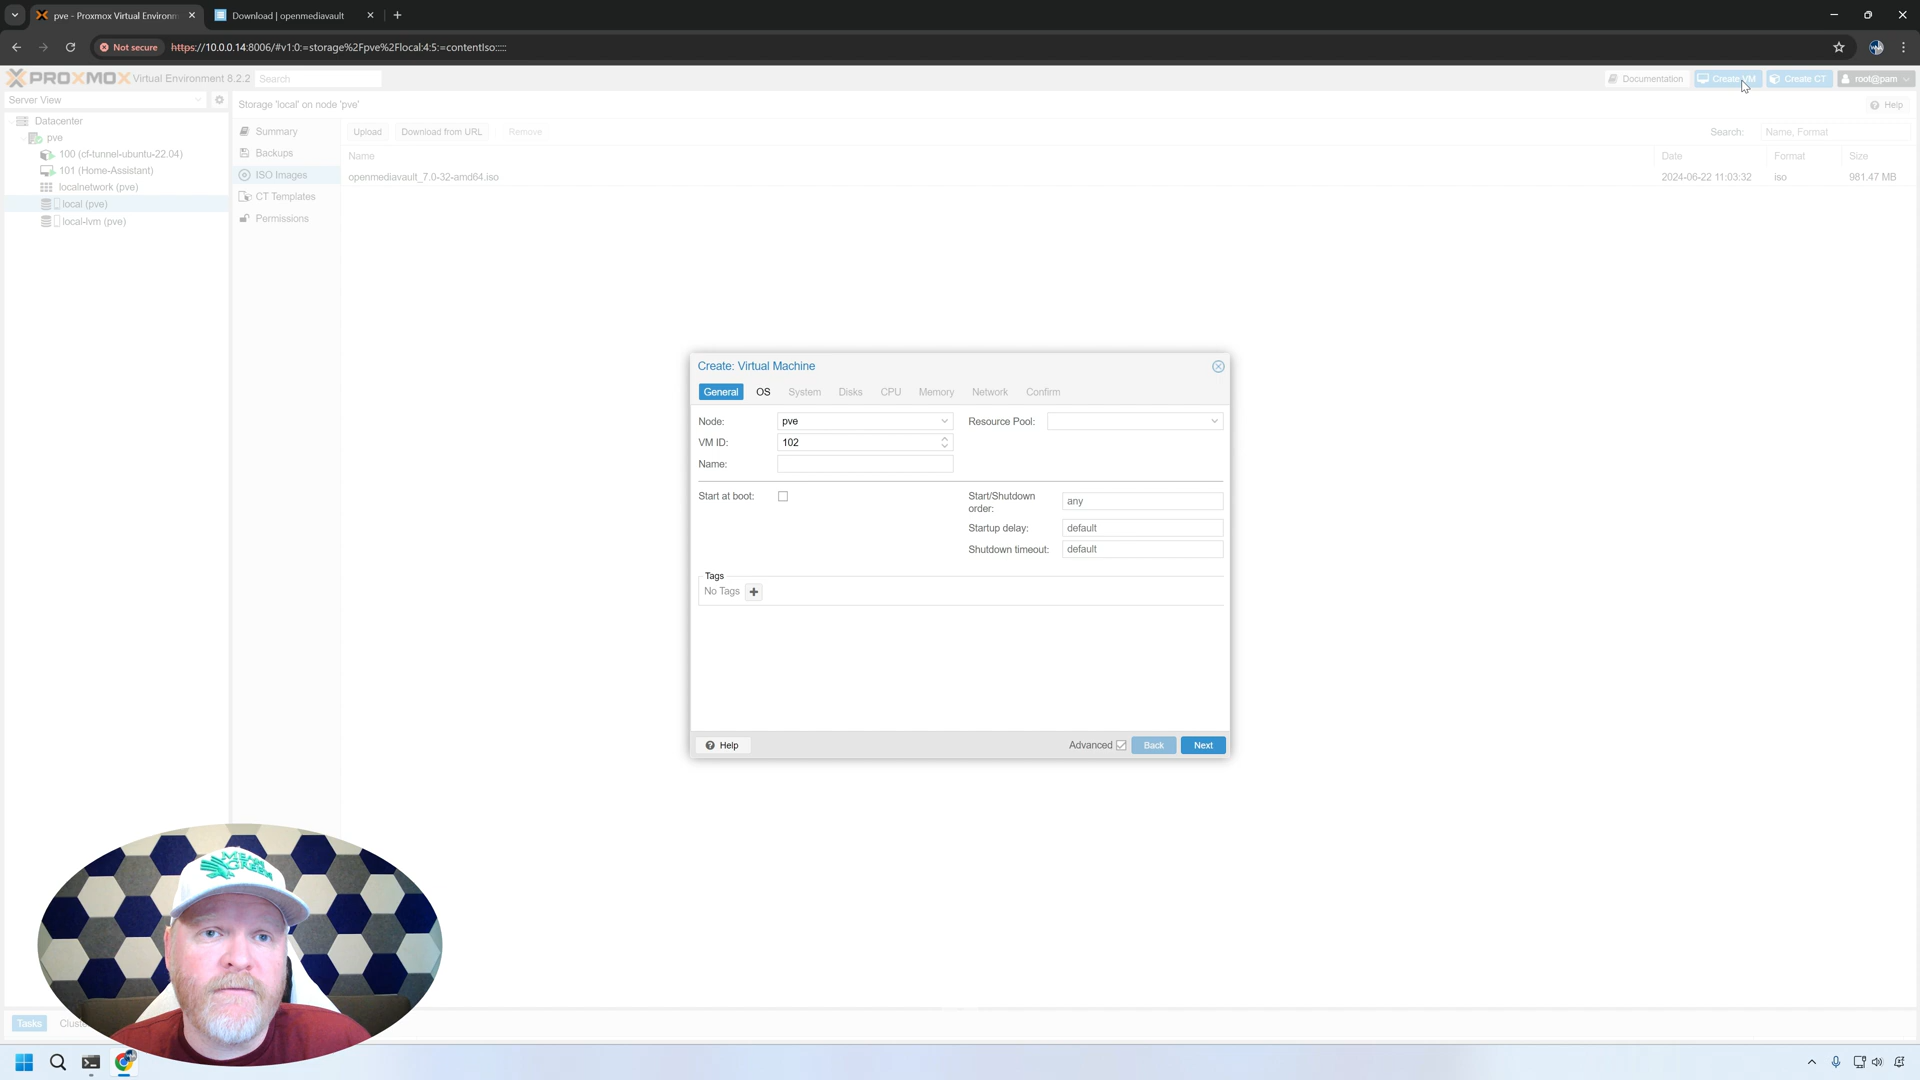 pve - Proxmox Virtual Environm
Download | openmediavault
Not secure
https://10.0.0.14:8006/#v1:0:=storage%2Fpve%2Flocal:4:5:=contentIso:::::
PROXMOX Virtual Environment 8.2.2
Search
Documentation
Create VM
Create CT
root@pam
Server View
Storage 'local' on node 'pve'
Help
Datacenter
pve
100 (cf-tunnel-ubuntu-22.04)
101 (Home-Assistant)
localnetwork (pve)
local (pve)
local-lvm (pve)
Summary
Backups
ISO Images
CT Templates
Permissions
Upload
Download from URL
Remove
Search:
Name, Format
Name
Date
Format
Size
openmediavault_7.0-32-amd64.iso
2024-06-22 11:03:32
iso
981.47 MB
Create: Virtual Machine
General
OS
System
Disks
CPU
Memory
Network
Confirm
Node:
pve
Resource Pool:
VM ID:
102
Name:
Start at boot:
Start/Shutdown
order:
any
Startup delay:
default
Shutdown timeout:
default
Tags
No Tags
Help
Advanced
Back
Next
MEAN
GREEN
Tasks